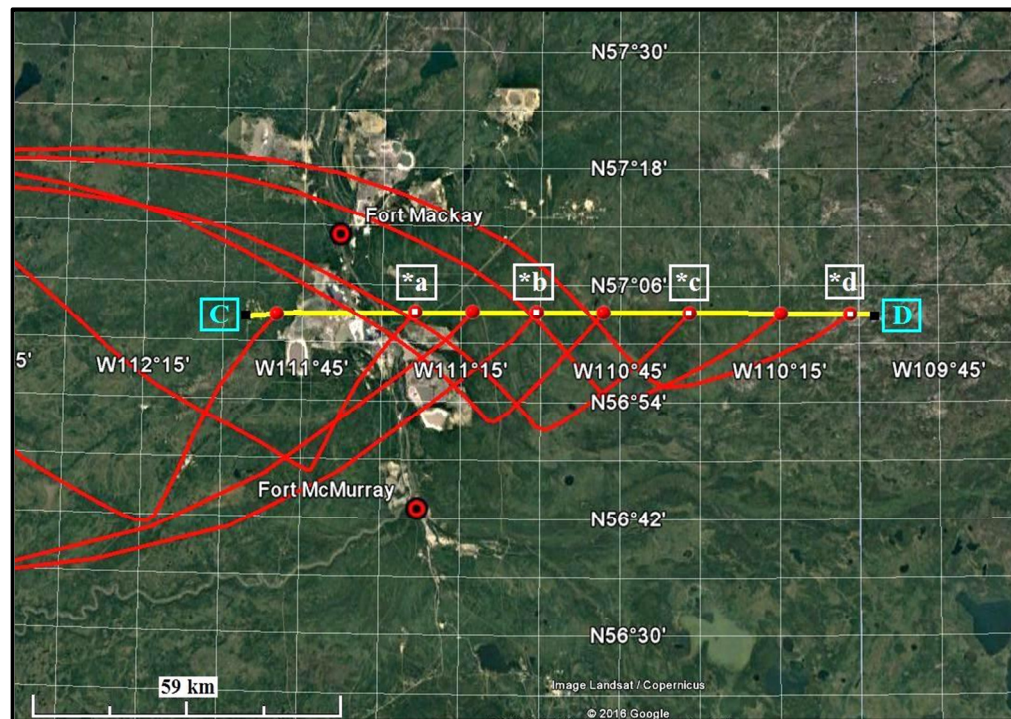 N57°30'
N57°18'
Fort Mackay
*a
*b
N57°06'
*c
*d
C
D
5'
W112°15'
W111°45'
W111°15'
W110°45'
W110°15'
W109°45'
N56°54'
Fort McMurray
N56°42'
N56°30'
59 km
Image Landsat / Copernicus
© 2016 Google